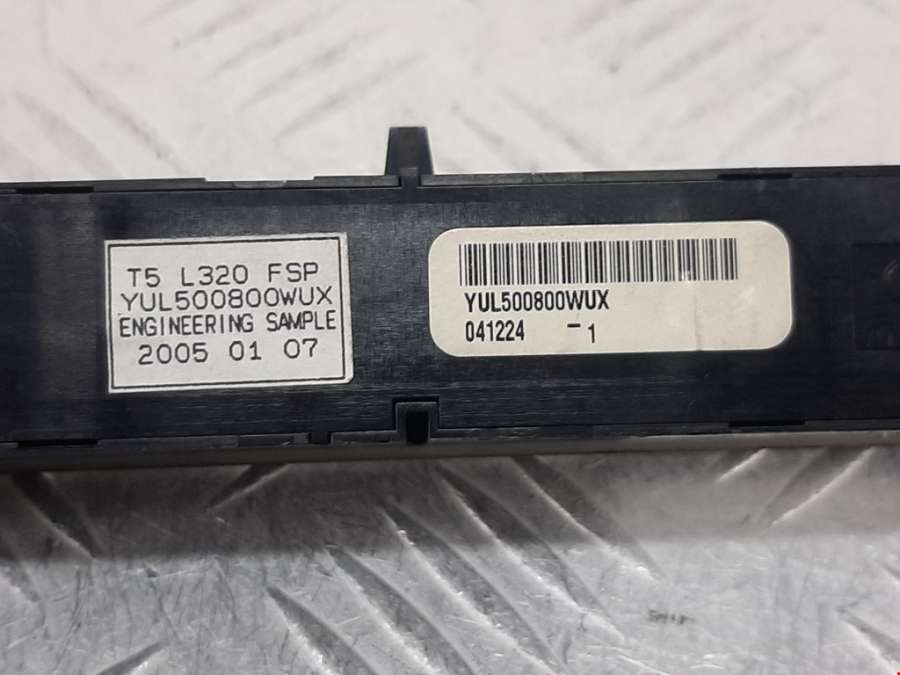 T5 L320 FSP
YUL500800WUX
ENGINEERING SAMPLE
2005 01 07
YUL500800WUX
041224 -1